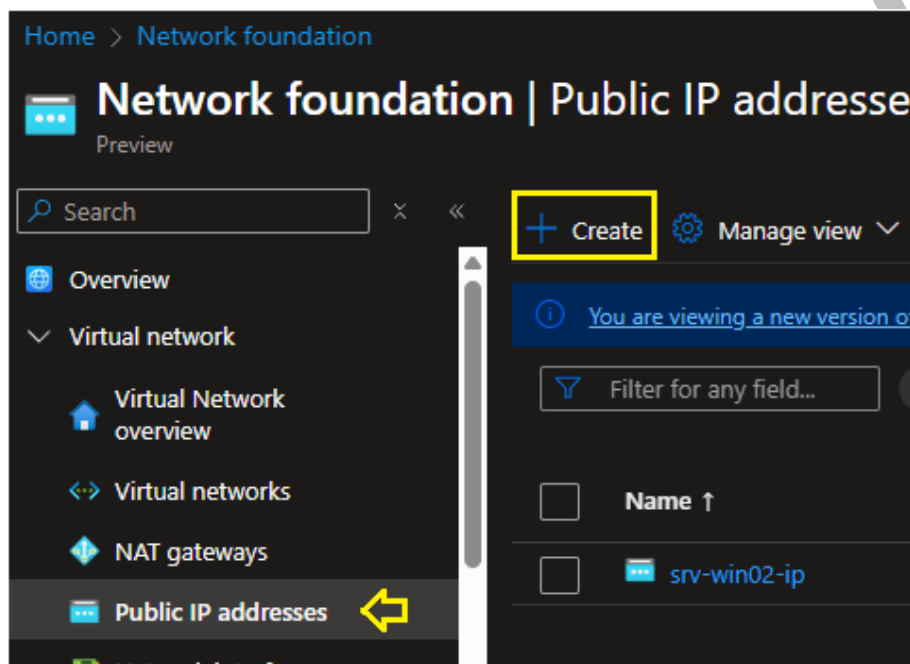 Home > Network foundation
Network foundation | Public IP addresse
Preview
Search
Create
Manage view
Overview
You are viewing a new version o
Virtual network
Filter for any field...
Virtual Network
overview
Virtual networks
Name ↑
NAT gateways
srv-win02-ip
Public IP addresses